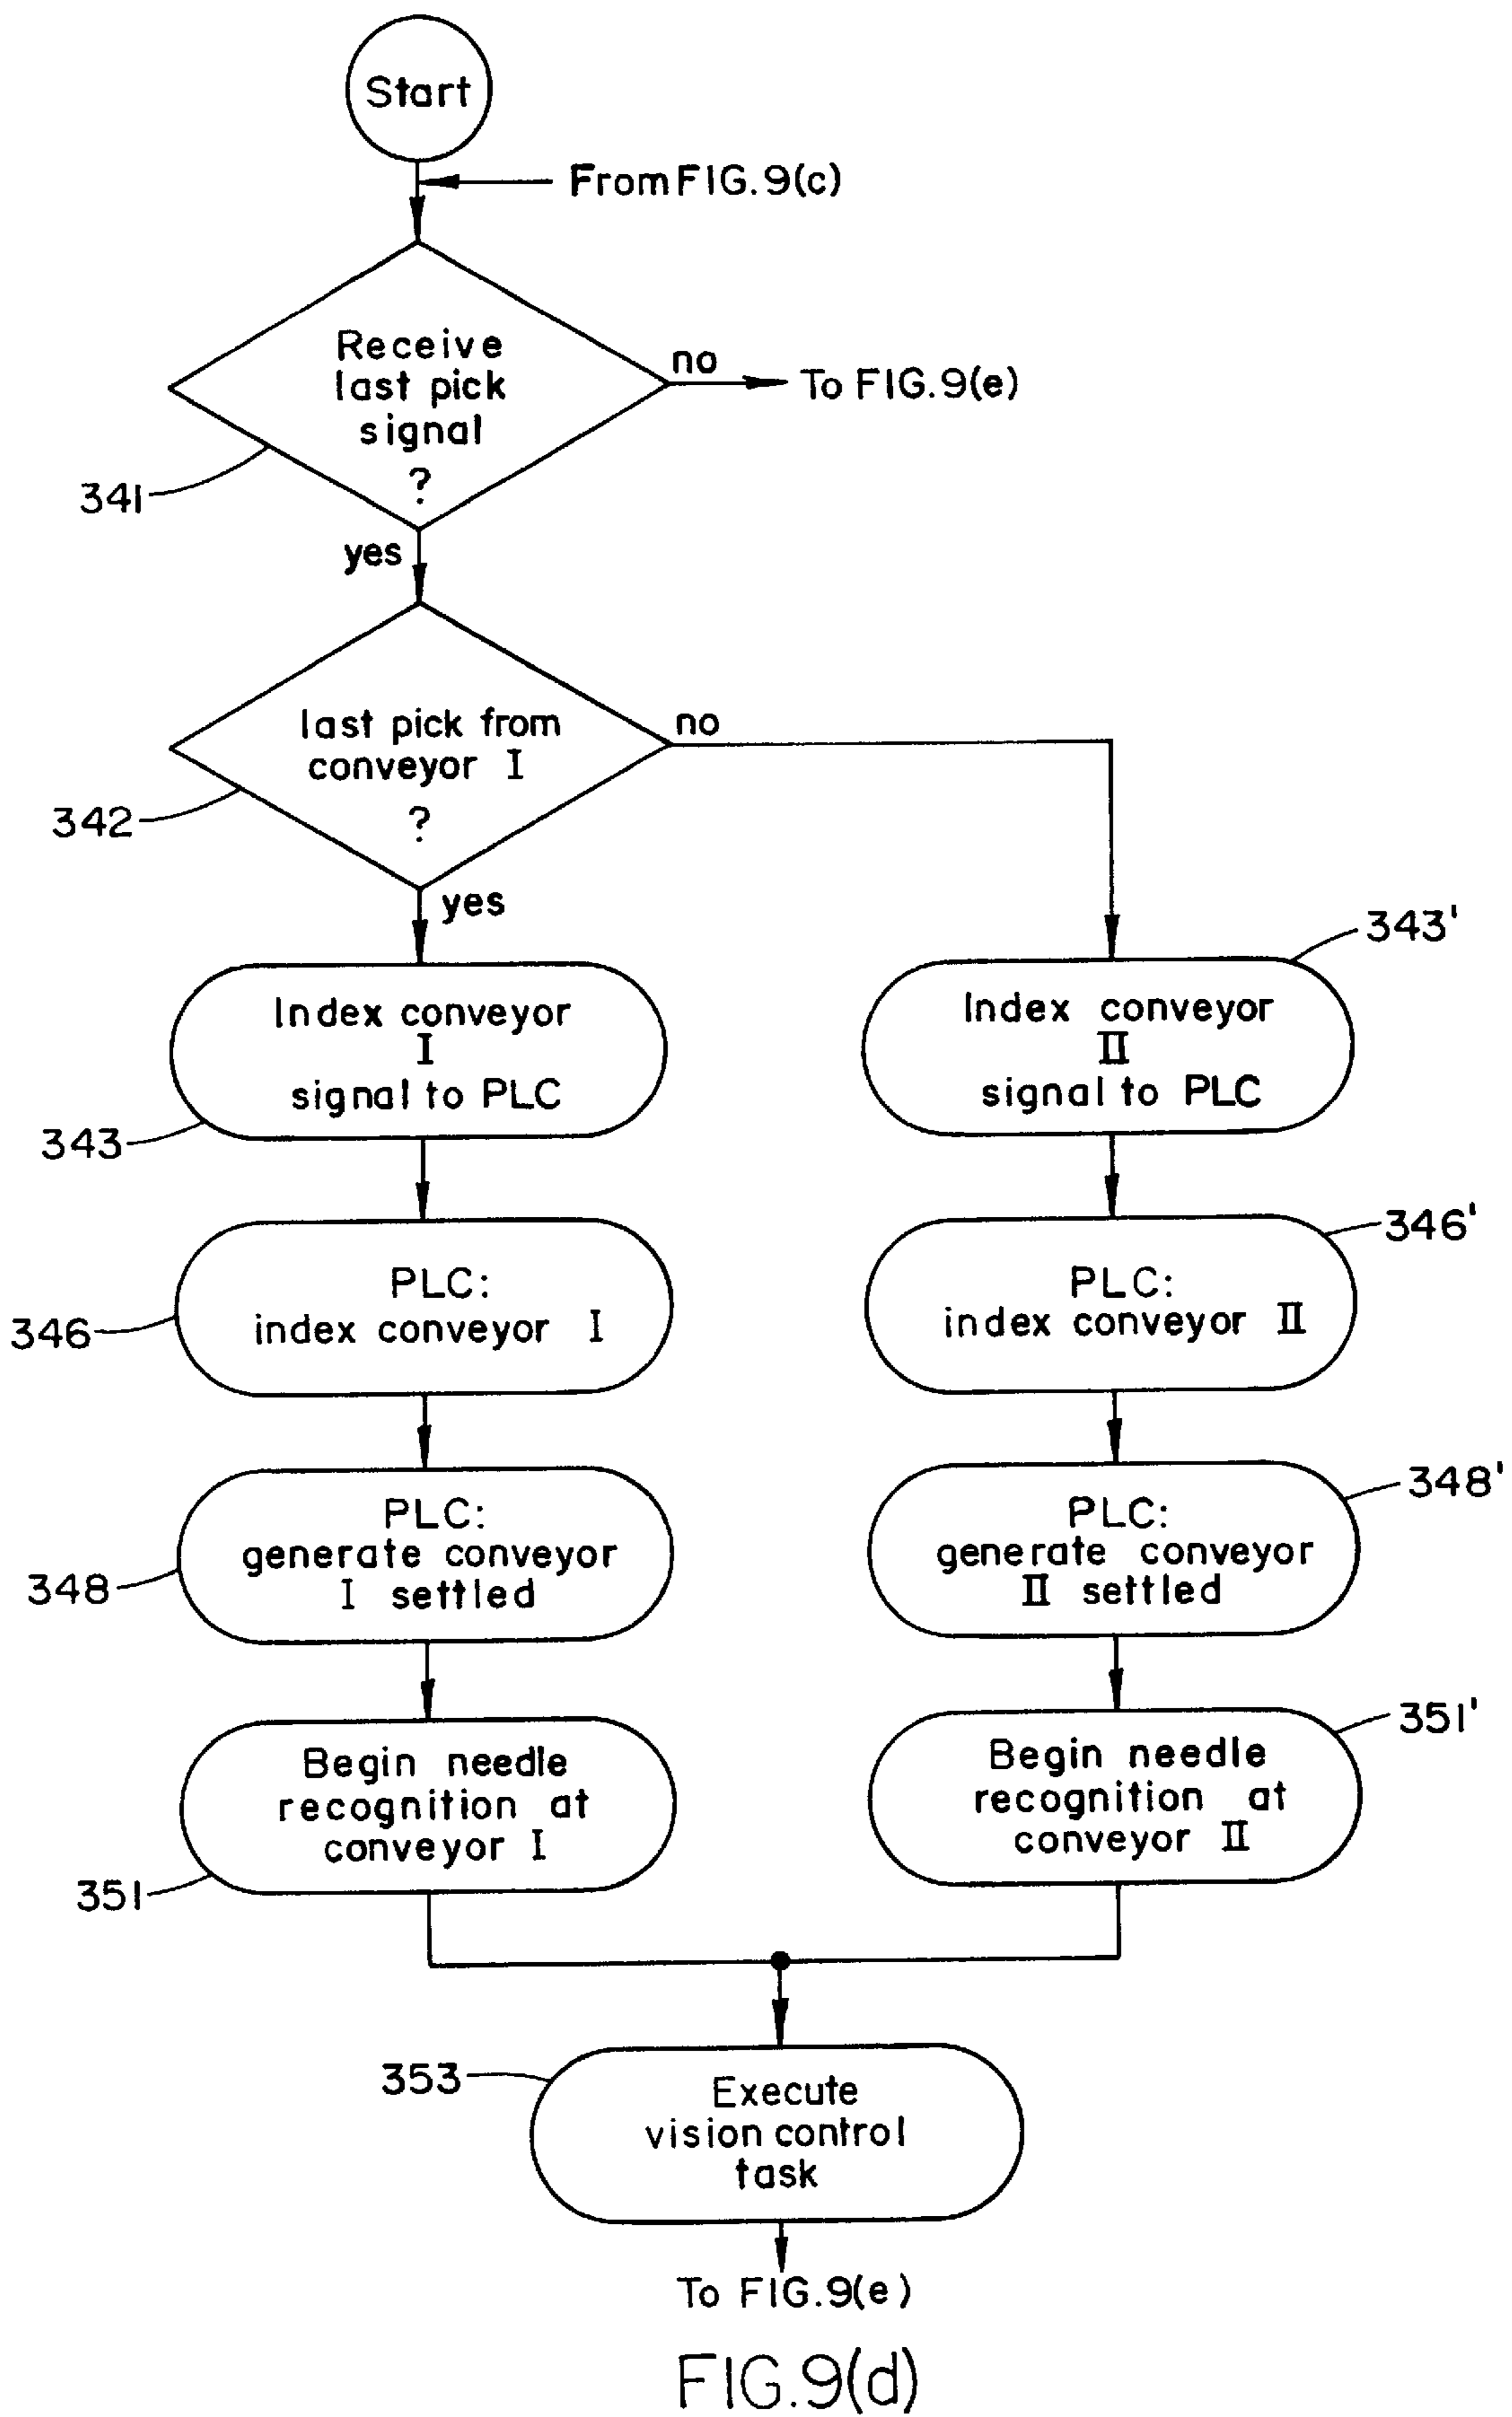 Start
From FIG.9(c)
Receive
last pick
signal
?
no
To FIG.9(e)
341
yes
last pick from
conveyor I
?
no
342
yes
343'
Index conveyor
I
signal to PLC
343
Index conveyor
II
signal to PLC
346'
PLC:
index conveyor I
346
PLC:
index conveyor II
348'
PLC:
generate conveyor
I settled
348
PLC:
generate conveyor
II settled
351'
Begin needle
recognition at
conveyor I
351
Begin needle
recognition at
conveyor II
353
Execute
vision control
task
To FIG.9(e)
FIG.9(d)